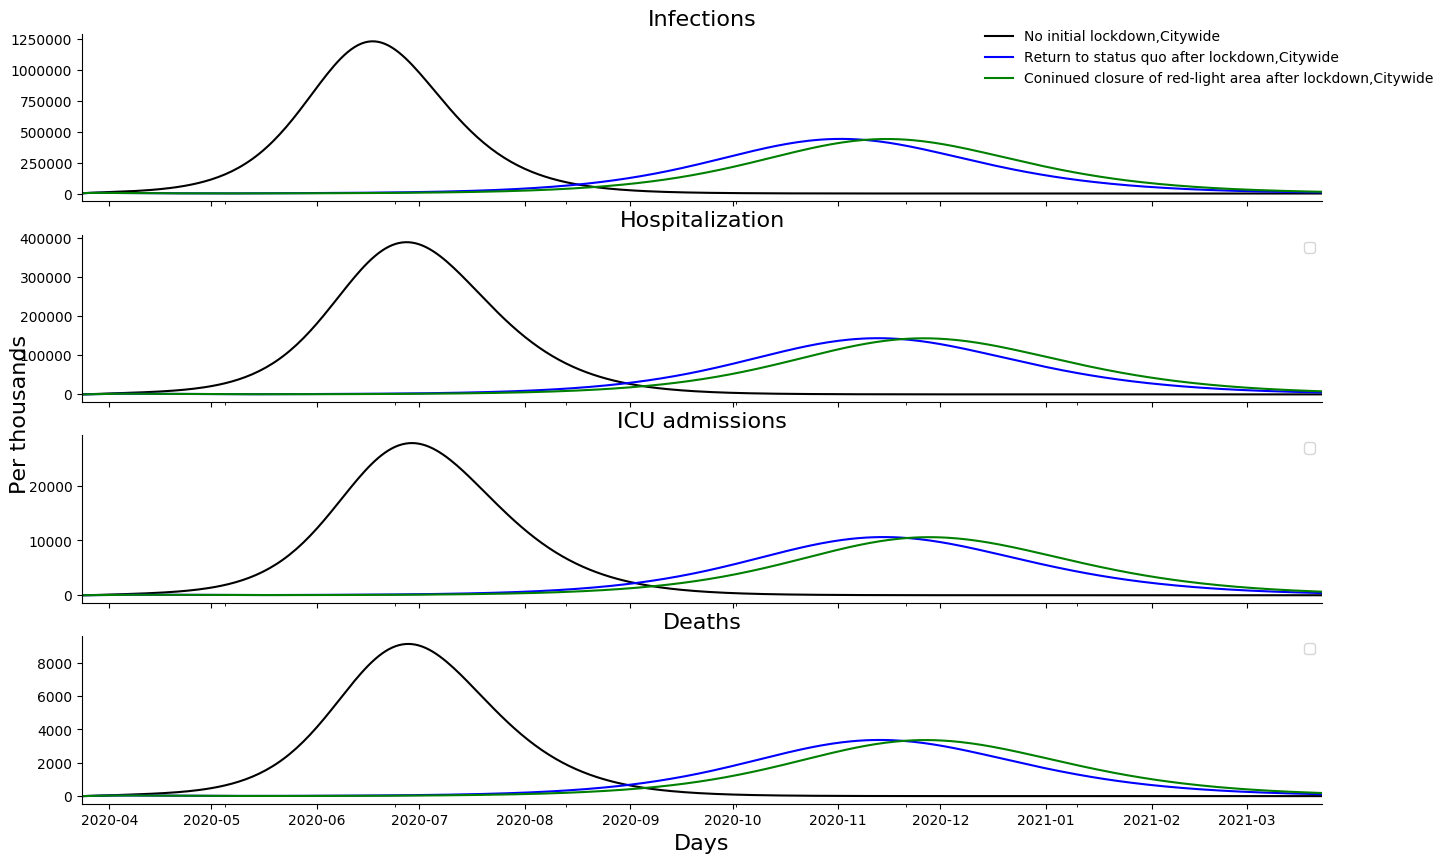 Infections
No initial lockdown,Citywide
Return to status quo after lockdown,Citywide
Coninued closure of red-light area after lockdown,Citywide
1250000
1000000
750000
500000
250000
0
Hospitalization
400000
300000
200000
100000
0
Per thousands
ICU admissions
20000
10000
0
Deaths
8000
6000
4000
2000
0
2020-04 2020-05 2020-06 2020-07 2020-08 2020-09 2020-10 2020-11 2020-12 2021-01 2021-02 2021-03
Days